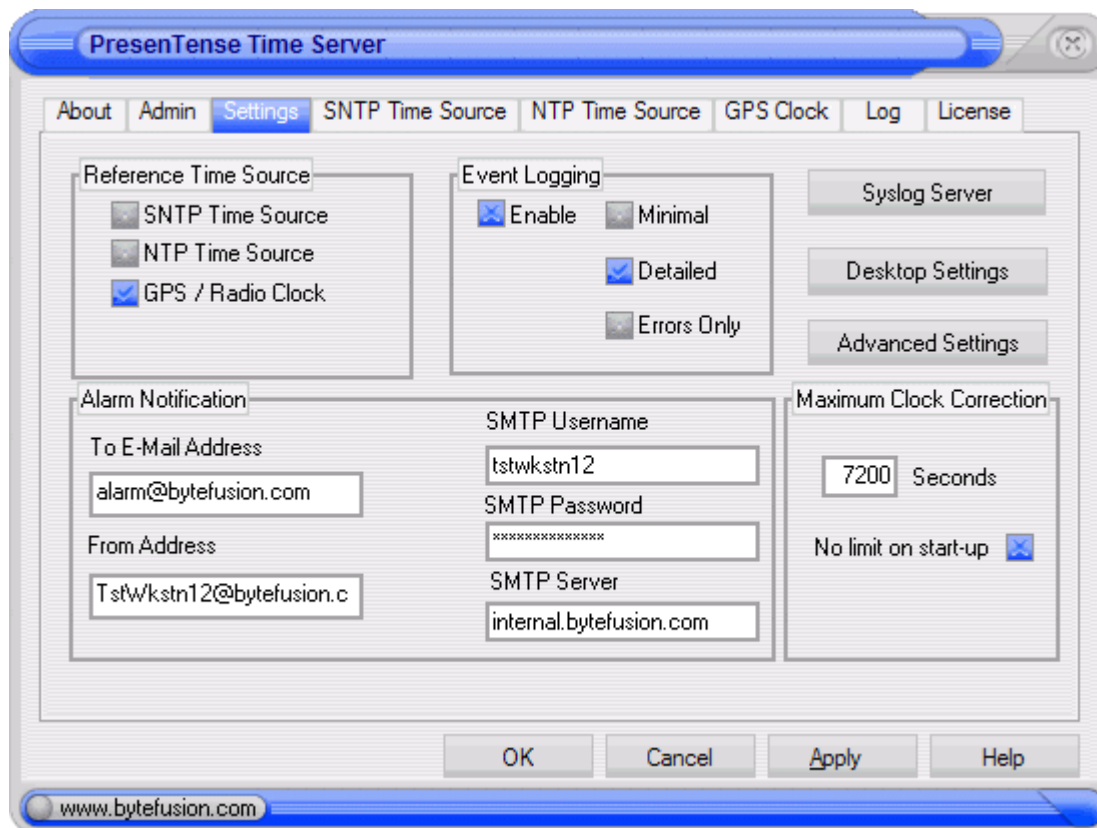 PresenTense Time Server
About Admin Settings SNTP Time Source NTP Time Source GPS Clock Log License
Reference Time Source
SNTP Time Source
NTP Time Source
GPS / Radio Clock
Event Logging
Enable
Minimal
Detailed
Errors Only
Syslog Server
Desktop Settings
Advanced Settings
Alarm Notification
To E-Mail Address
alarm@bytefusion.com
From Address
TstWkstn12@bytefusion.c
SMTP Username
tstwkstn12
SMTP Password
××××××××××××××
SMTP Server
internal.bytefusion.com
Maximum Clock Correction
7200 Seconds
No limit on start-up
OK Cancel Apply Help
www.bytefusion.com